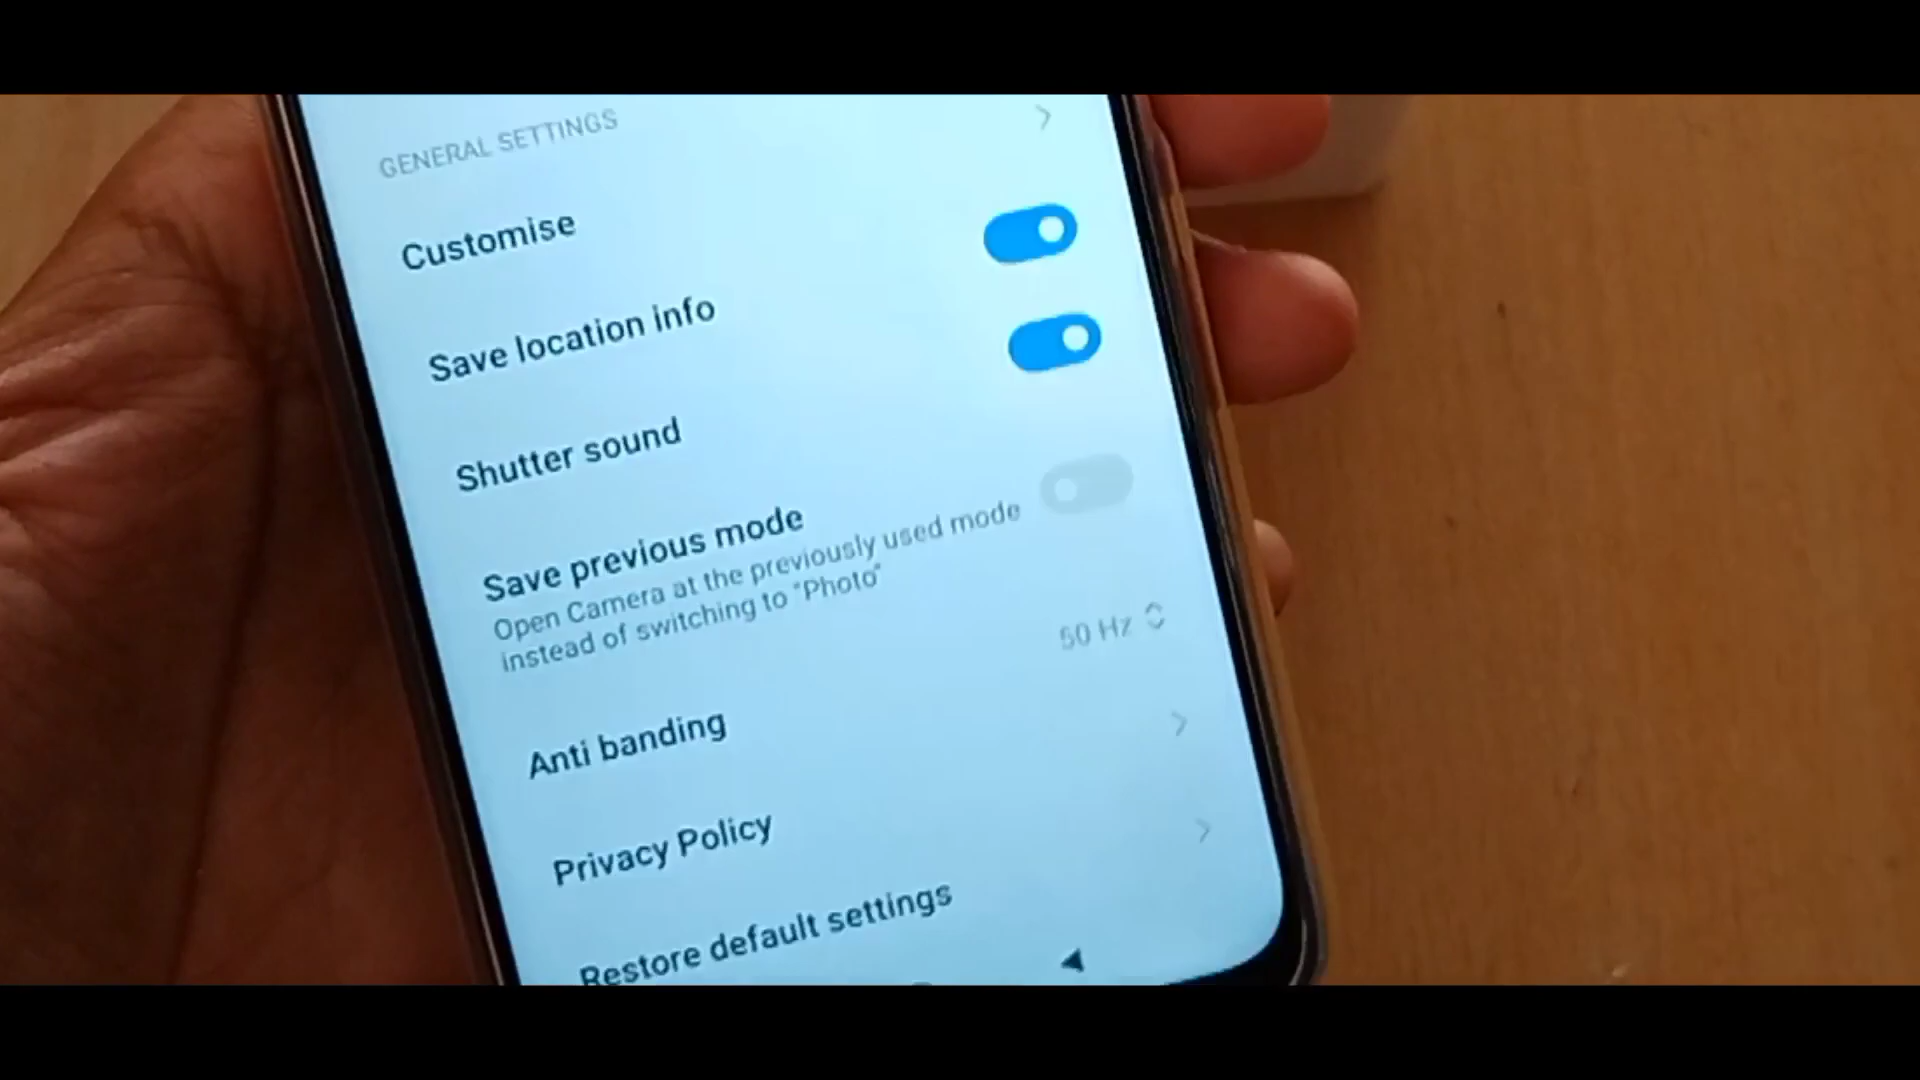 GENERAL SETTINGS
Customise
Save location info
Shutter sound
Save previous mode
Open Camera at the previously used mode
instead of switching to "Photo"
50 Hz
Anti banding
Privacy Policy
Restore default settings